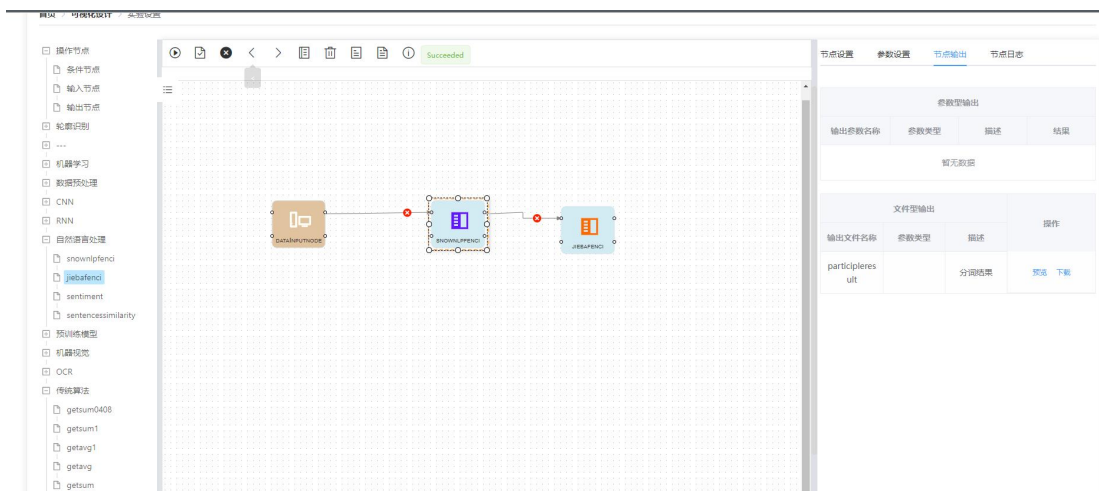 首页 / 可视化设计 / 实验设置
操作节点
条件节点
输入节点
输出节点
轮廓识别
---
机器学习
数据预处理
CNN
RNN
自然语言处理
snownlpfenci
jiebafenci
sentiment
sentencessimilarity
预训练模型
机器视觉
OCR
传统算法
getsum0408
getsum1
getavg1
getavg
getsum
Succeeded
DATAINPUTNODE
SNOWNLPFENCI
JIEBAFENCI
节点设置 参数设置 节点输出 节点日志
参数型输出
输出参数名称 参数类型 描述 结果
暂无数据
文件型输出 操作
输出文件名称 参数类型 描述
participleres
ult 分词结果 预览 下载